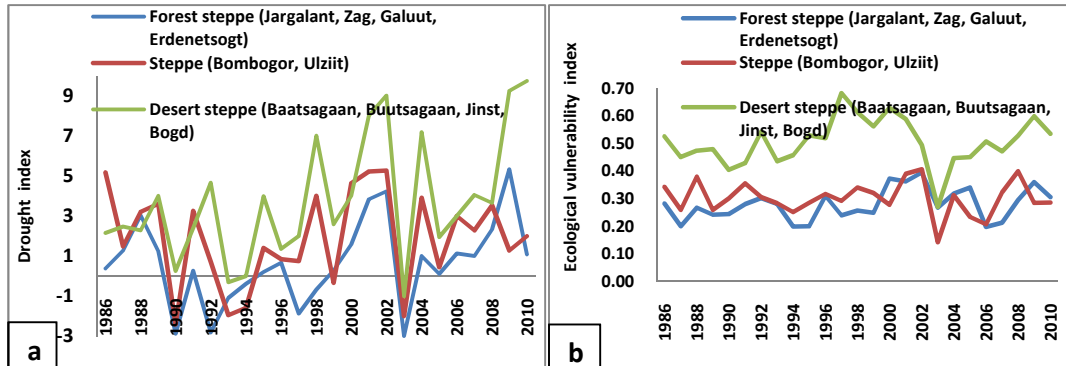 Forest steppe (Jargalant, Zag, Galuut,
Erdenetsogt)
Steppe (Bombogor, Ulziit)
Desert steppe (Baatsagaan, Buutsagaan, Jinst,
Bogd)
Drought index
9
7
5
3
1
-1
-3
1986
1988
1990
1992
1994
1996
1998
2000
2002
2004
2006
2008
2010
a
Forest steppe (Jargalant, Zag, Galuut,
Erdenetsogt)
Steppe (Bombogor, Ulziit)
Desert steppe (Baatsagaan, Buutsagaan,
Jinst, Bogd)
Ecological vulnerability index
0.70
0.60
0.50
0.40
0.30
0.20
0.10
0.00
1986
1988
1990
1992
1994
1996
1998
2000
2002
2004
2006
2008
2010
b